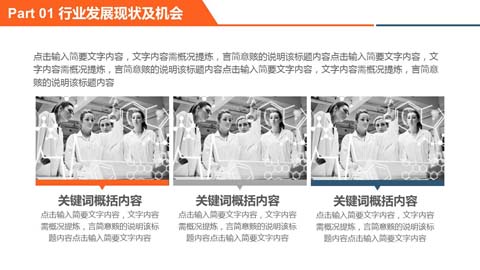 Part 01 行业发展现状及机会
点击输入简要文字内容，文字内容需概况提炼，言简意赅的说明该标题内容点击输入简要文字内容，文
字内容需概况提炼，言简意赅的说明该标题内容点击输入简要文字内容，文字内容需概况提炼，言简意
赅的说明该标题内容
关键词概括内容
点击输入简要文字内容，文字内容
需概况提炼，言简意赅的说明该标
题内容点击输入简要文字内容
关键词概括内容
点击输入简要文字内容，文字内容
需概况提炼，言简意赅的说明该标
题内容点击输入简要文字内容
关键词概括内容
点击输入简要文字内容，文字内容
需概况提炼，言简意赅的说明该标
题内容点击输入简要文字内容